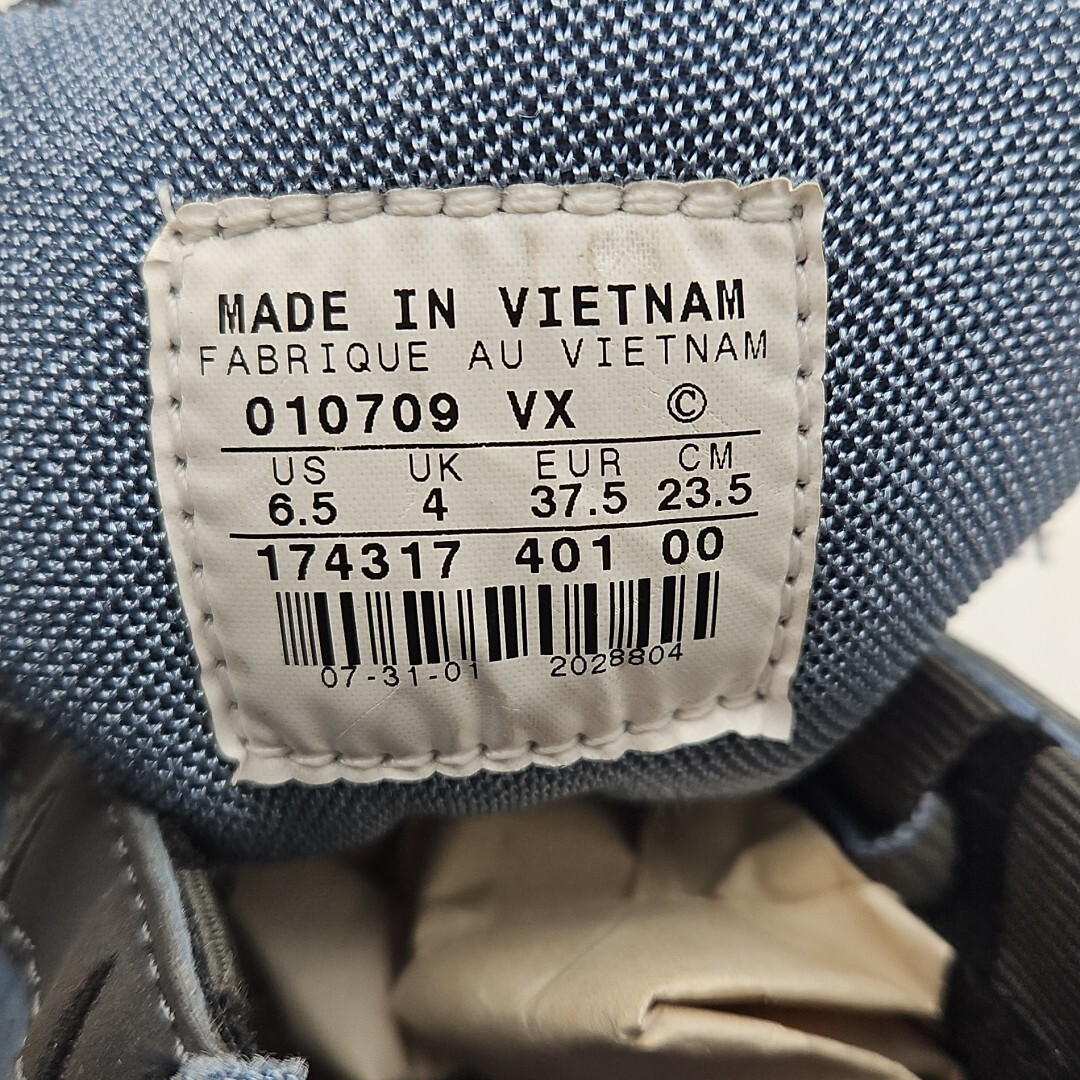 MADE IN VIETNAM
FABRIQUE AU VIETNAM
010709 VX ©
US UK EUR CM
6.5 4 37.5 23.5
174317 401 00
07-31-01 2028804